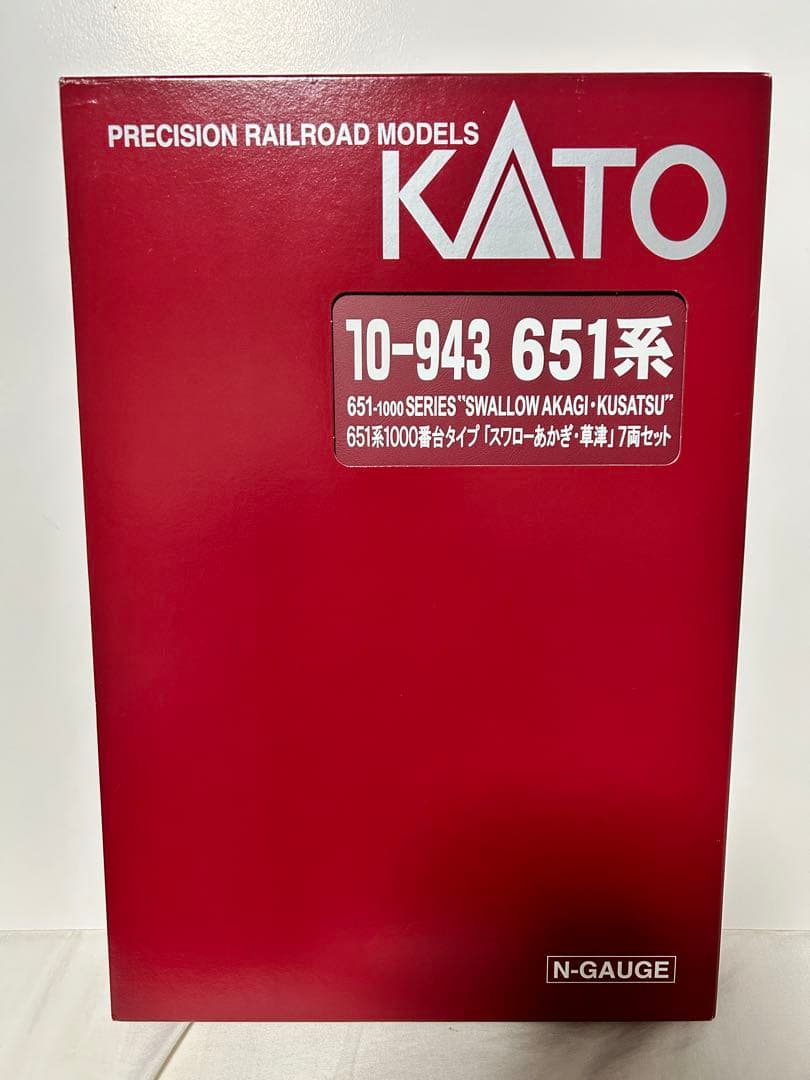 PRECISION RAILROAD MODELS
KATO
10-943 651系
651-1000 SERIES "SWALLOW AKAGI・KUSATSU"
651系1000番台タイプ「スワローあかぎ・草津」7両セット
N-GAUGE